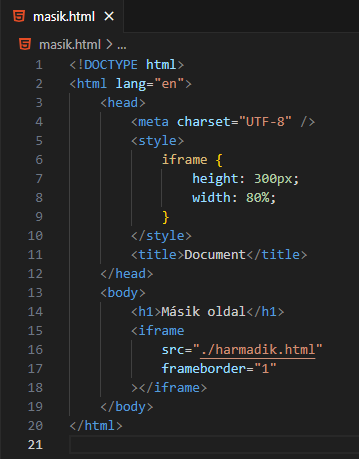 masik.html
masik.html > ...
1 <!DOCTYPE html>
2 <html lang="en">
3     <head>
4         <meta charset="UTF-8" />
5         <style>
6             iframe {
7                 height: 300px;
8                 width: 80%;
9             }
10         </style>
11         <title>Document</title>
12     </head>
13     <body>
14         <h1>Másik oldal</h1>
15         <iframe
16             src="./harmadik.html"
17             frameborder="1"
18         ></iframe>
19     </body>
20 </html>
21